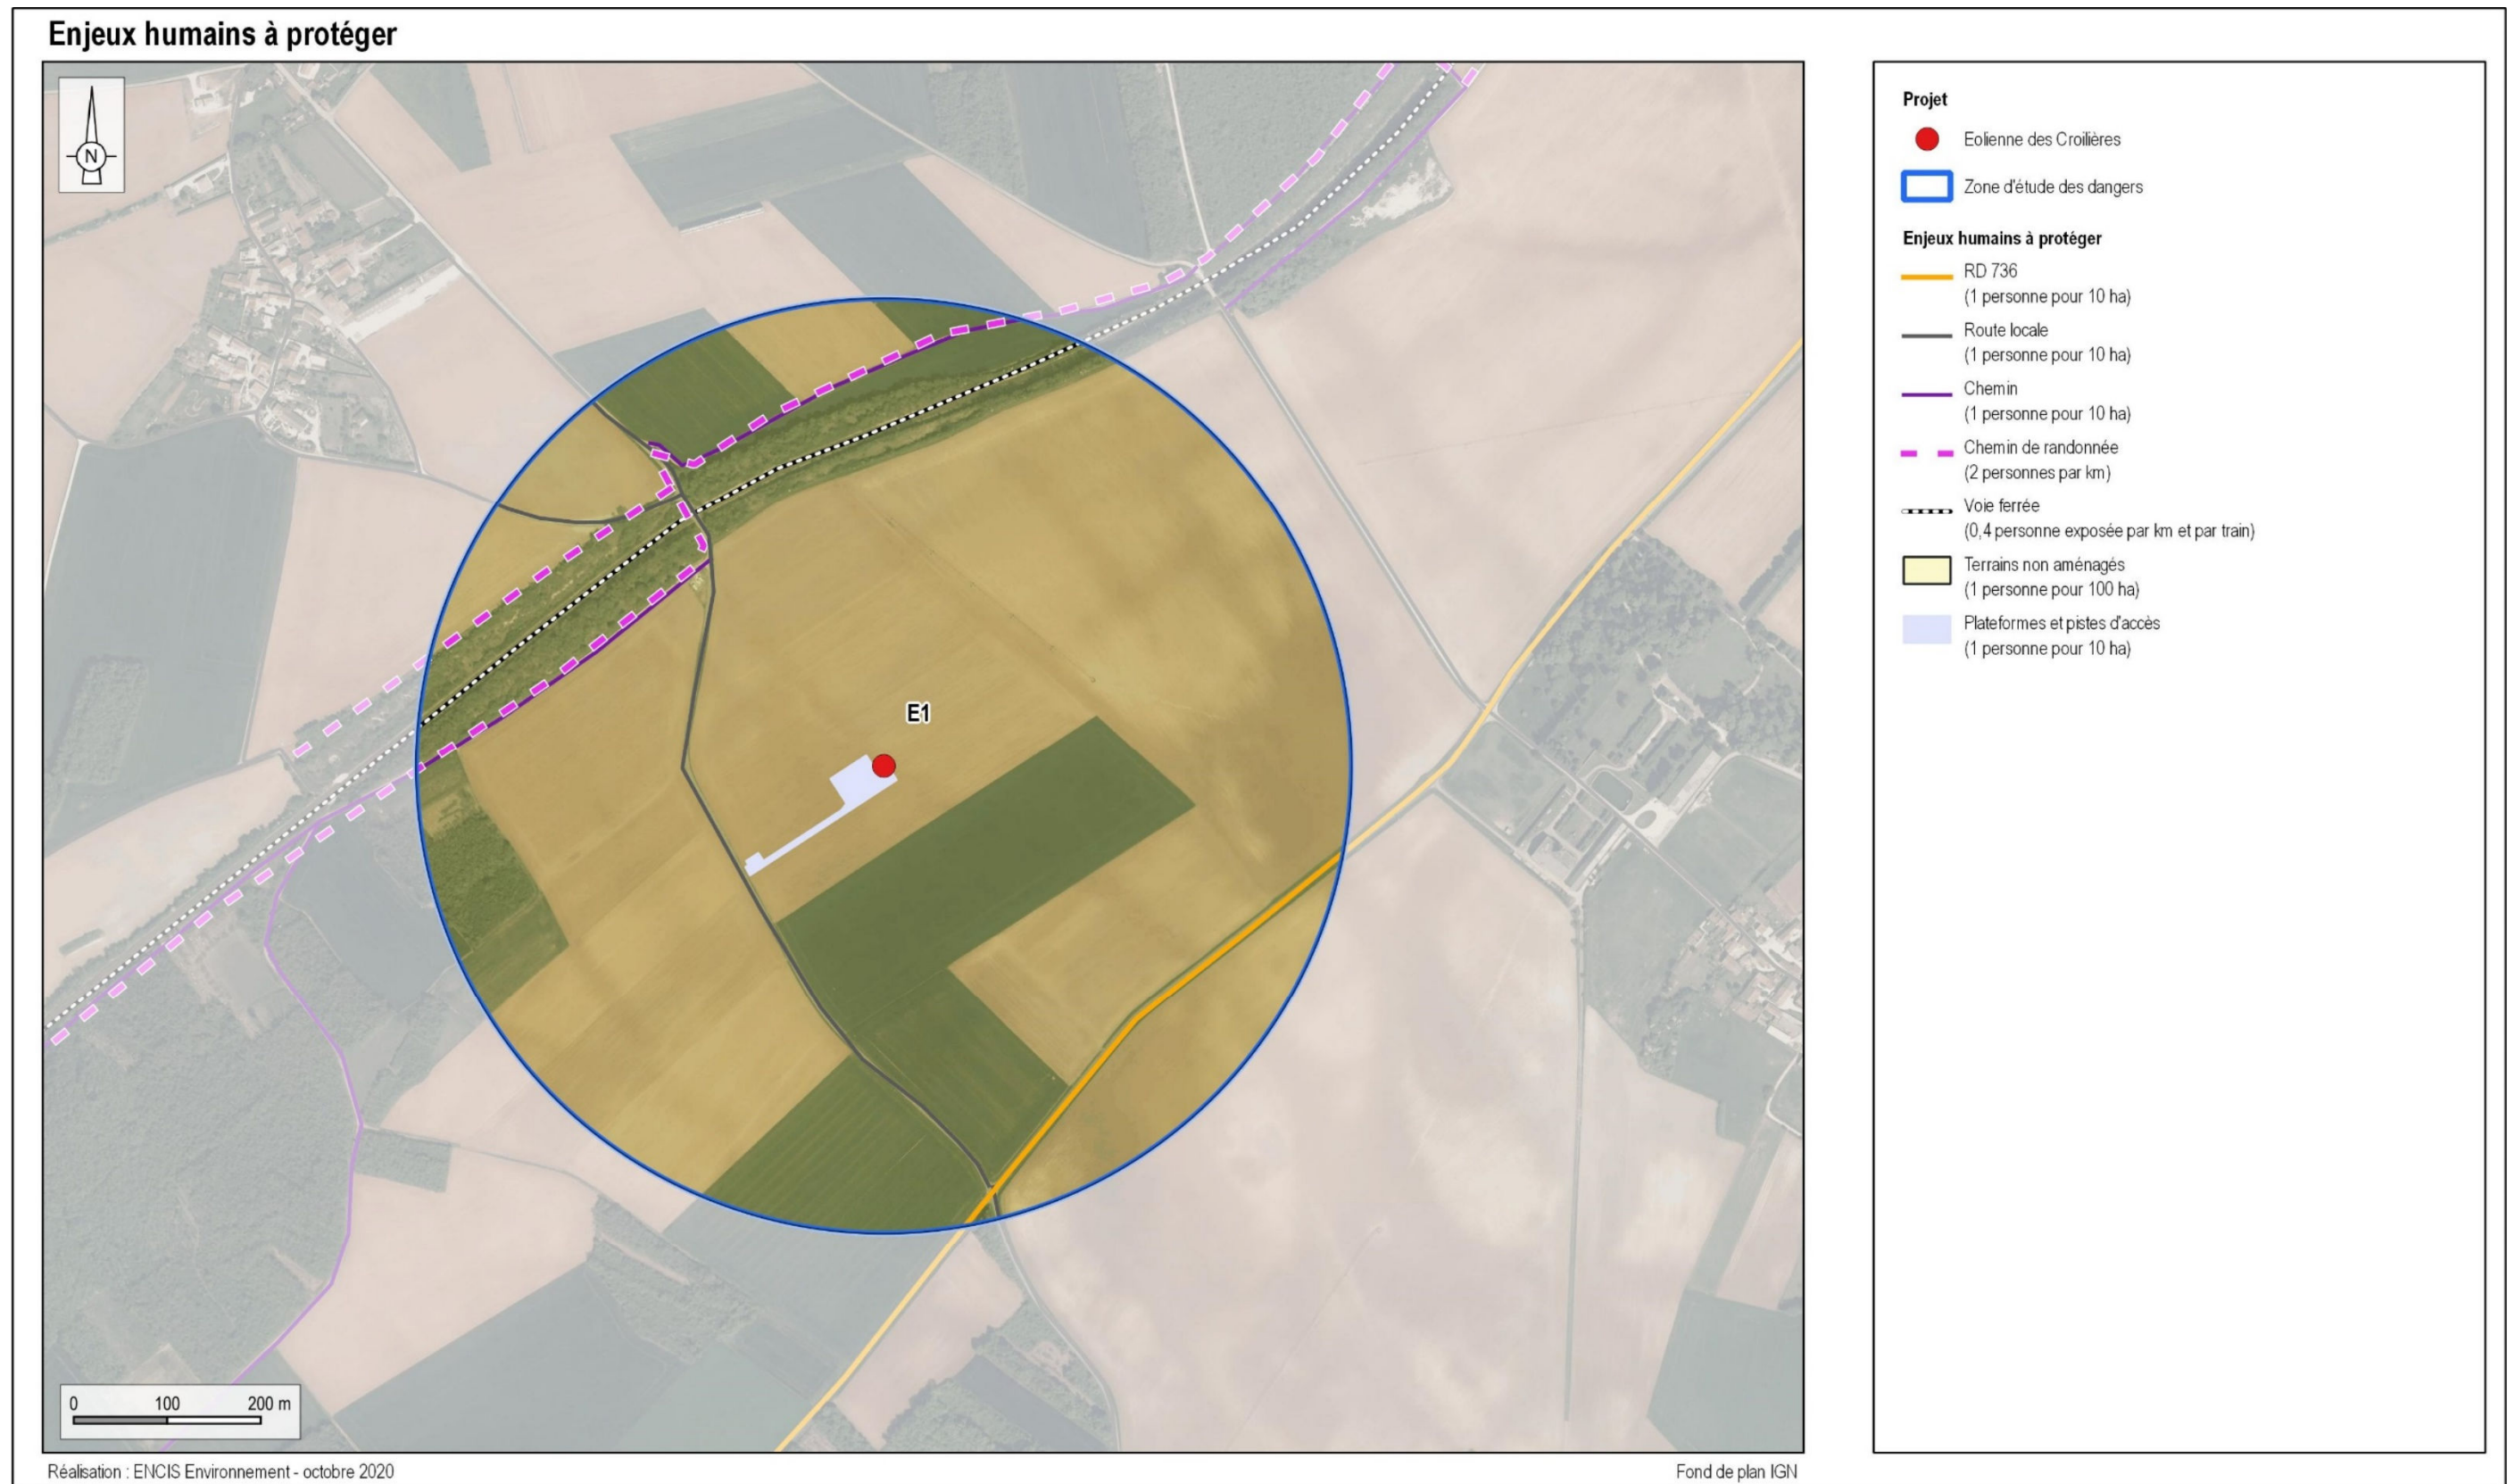 Enjeux humains à protéger
N
E1
0 100 200 m
Réalisation : ENCIS Environnement - octobre 2020
Fond de plan IGN
Projet
Eolienne des Croilières
Zone d'étude des dangers
Enjeux humains à protéger
RD 736
(1 personne pour 10 ha)
Route locale
(1 personne pour 10 ha)
Chemin
(1 personne pour 10 ha)
Chemin de randonnée
(2 personnes par km)
Voie ferrée
(0,4 personne exposée par km et par train)
Terrains non aménagés
(1 personne pour 100 ha)
Plateformes et pistes d'accès
(1 personne pour 10 ha)